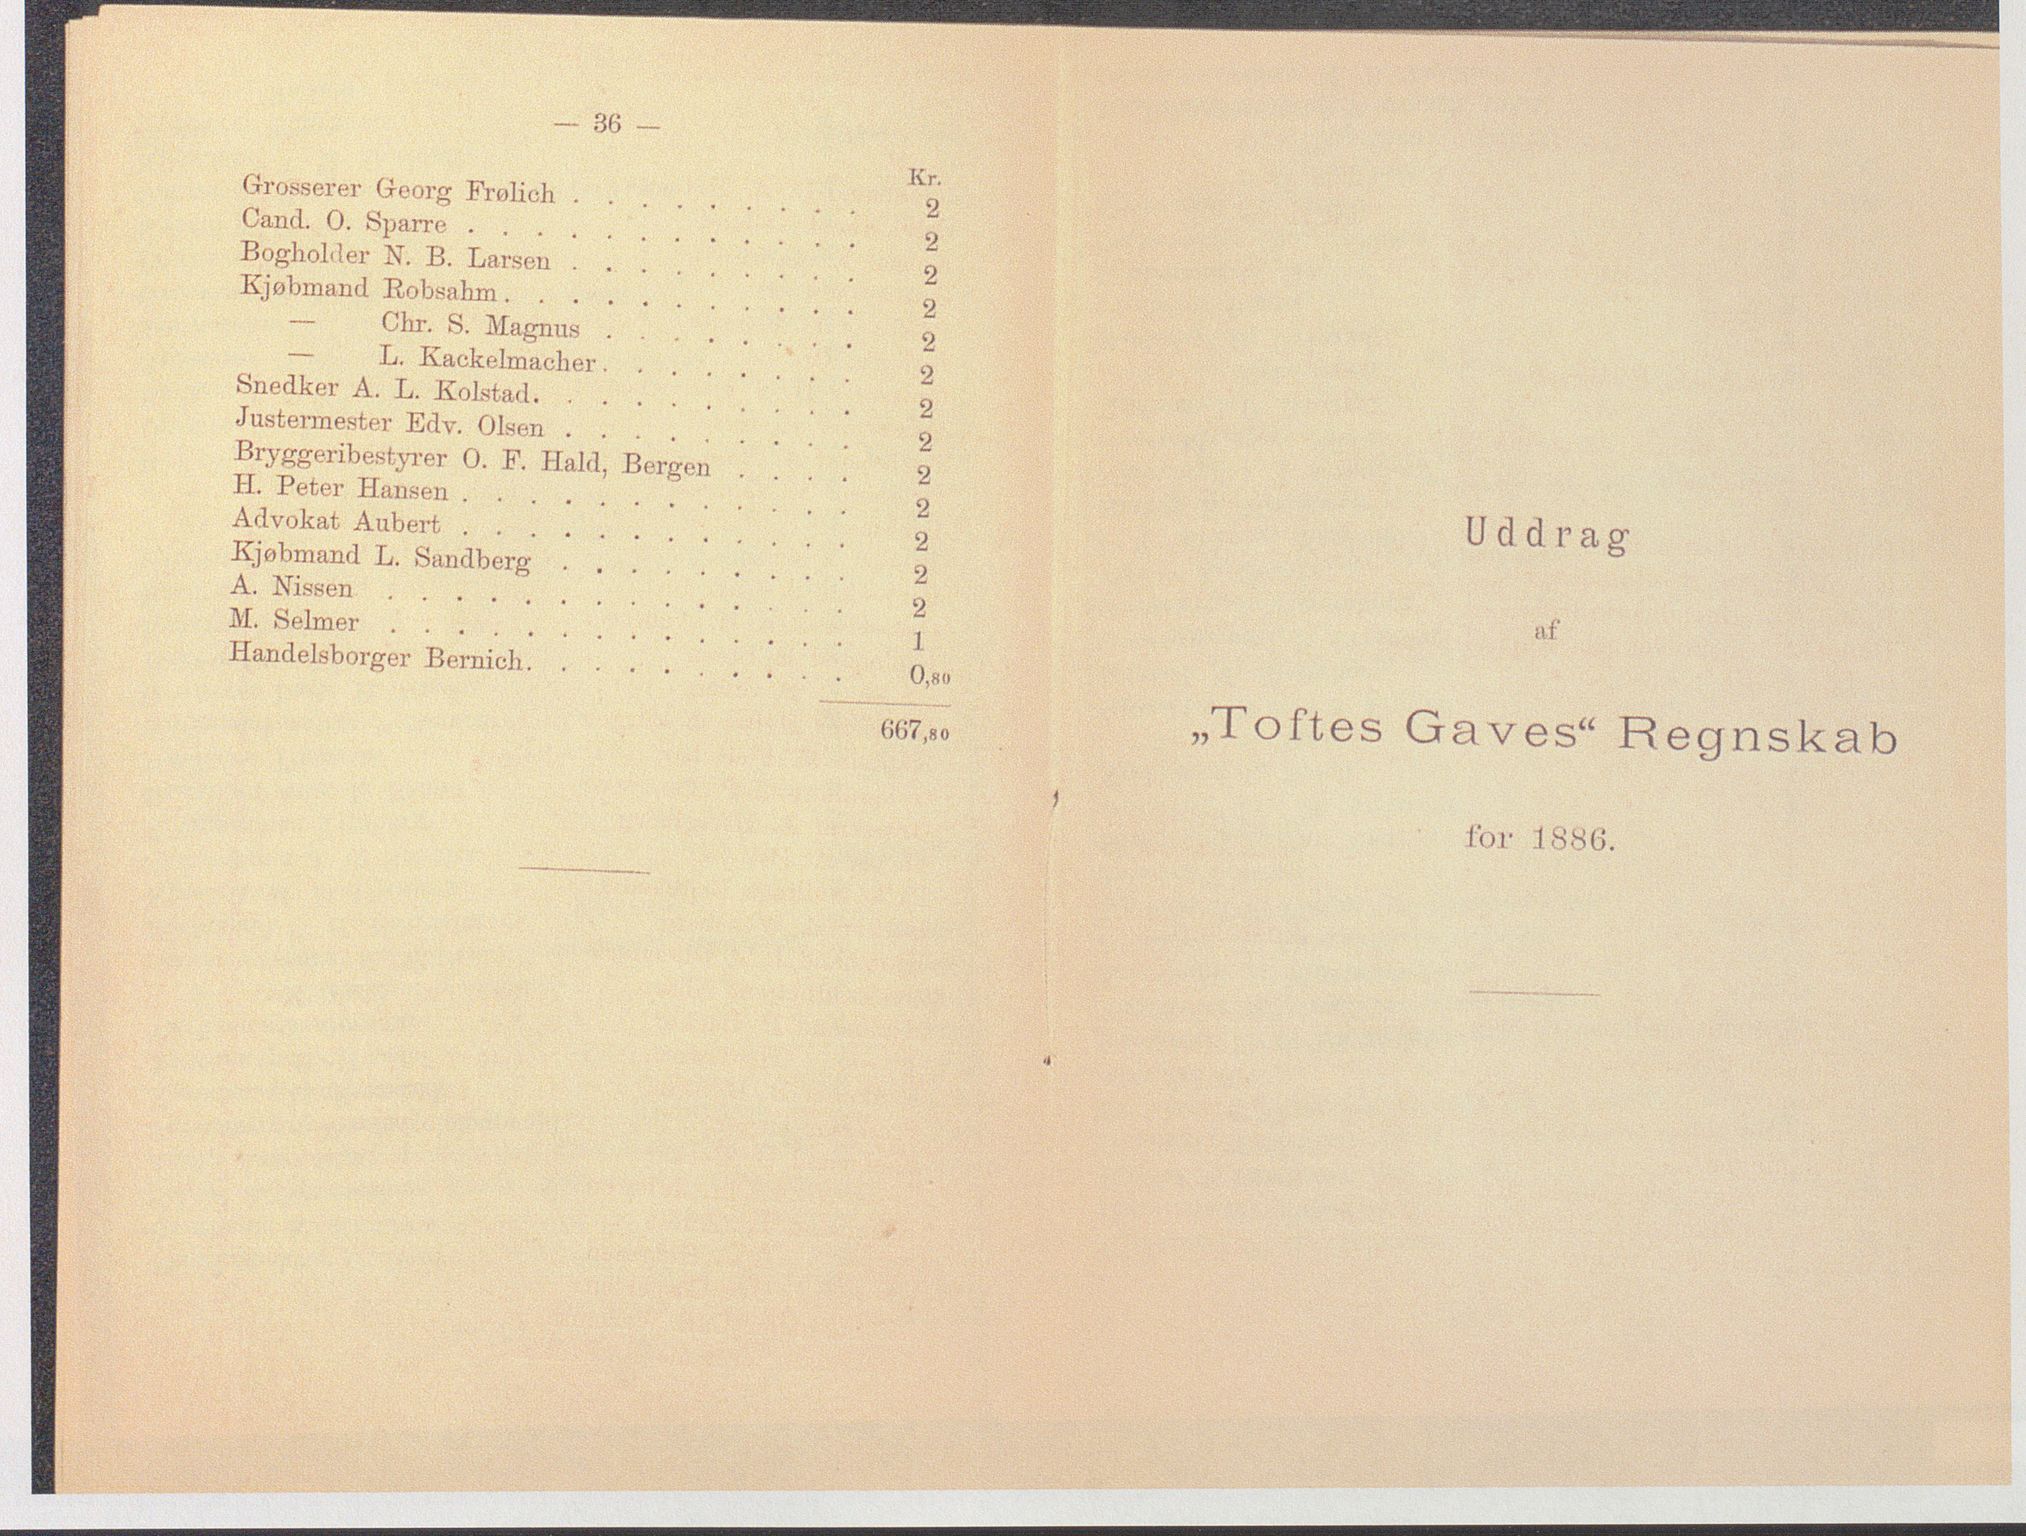 — 36 —
Kr.
Grosserer Georg Frølich . . . . . . . . . 2
Cand. O. Sparre . . . . . . . . . . . . 2
Bogholder N. B. Larsen . . . . . . . . . 2
Kjøbmand Robsahm. . . . . . . . . . . 2
— Chr. S. Magnus . . . . . . . . 2
— L. Kackelmacher. . . . . . . . 2
Snedker A. L. Kolstad. . . . . . . . . . 2
Justermester Edv. Olsen . . . . . . . . . 2
Bryggeribestyrer O. F. Hald, Bergen . . . . 2
H. Peter Hansen . . . . . . . . . . . . 2
Advokat Aubert . . . . . . . . . . . . 2
Kjøbmand L. Sandberg . . . . . . . . . 2
A. Nissen . . . . . . . . . . . . . . 2
M. Selmer . . . . . . . . . . . . . . 1
Handelsborger Bernich. . . . . . . . . . 0,80
667,80
Uddrag
af
„Toftes Gaves“ Regnskab
for 1886.